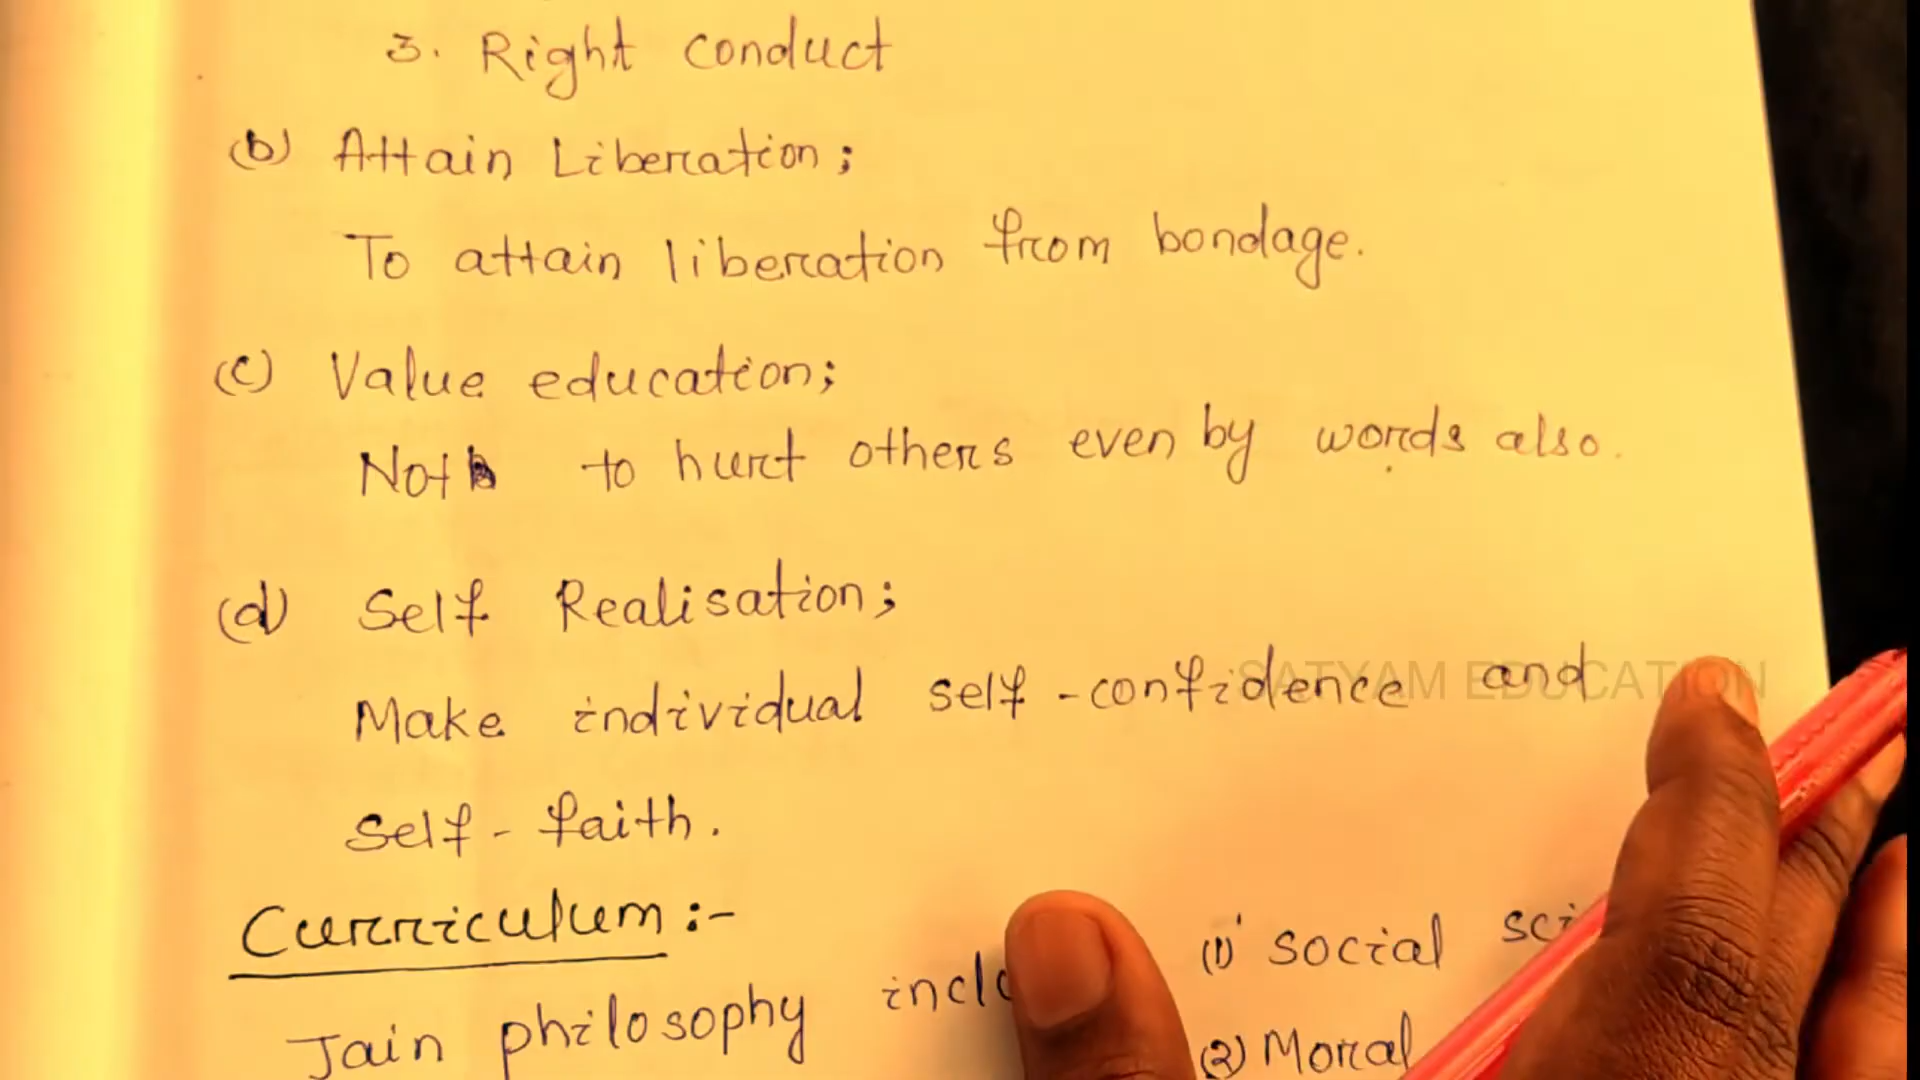 3. Right conduct
(b) Attain Liberation;
To attain liberation from bondage.
(c) Value education;
Not to hurt others even by words also.
(d) Self Realisation;
Make individual self-confidence and
SATYAM EDUCATION
self-faith.
Curriculum:-
Jain philosophy
(1) social
(2) Moral